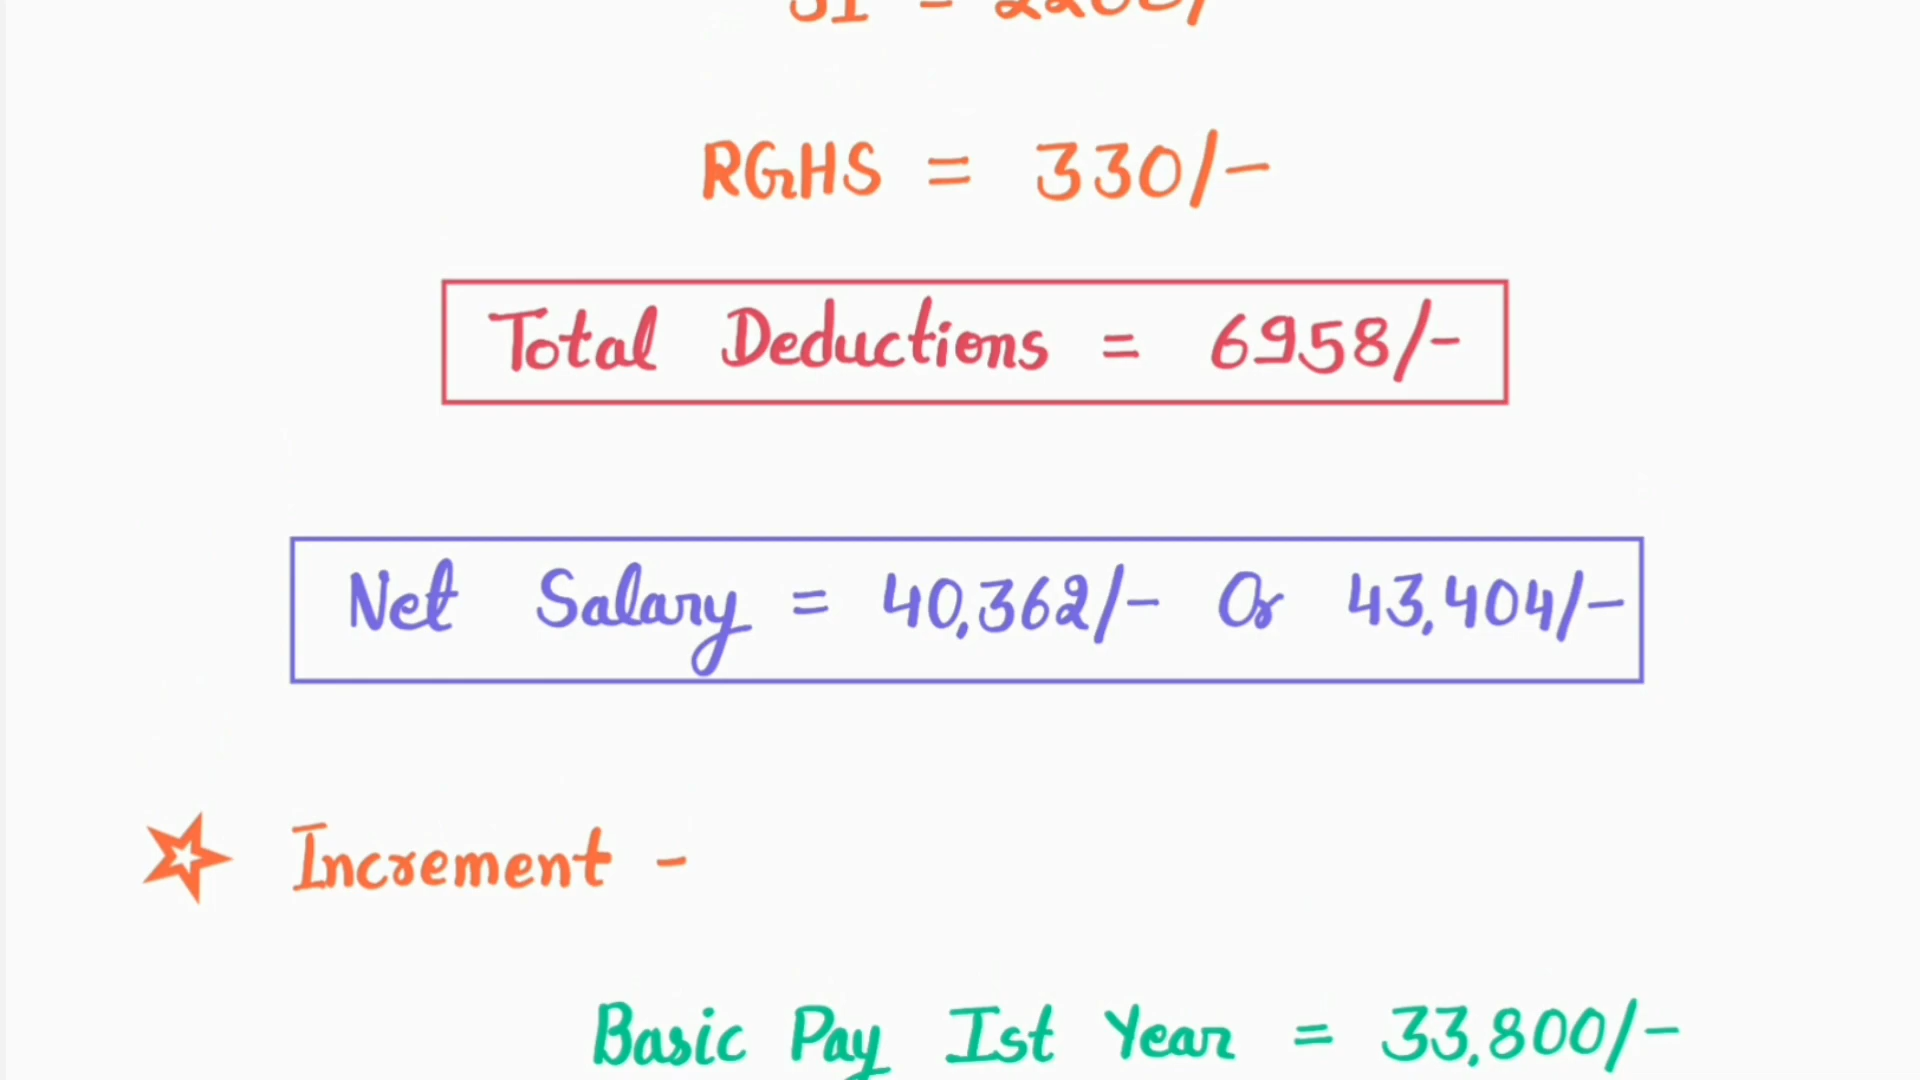 RGHS = 330/-
Total Deductions = 6958/-
Net Salary = 40,362/- Or 43,404/-
Increment -
Basic Pay Ist Year = 33,800/-